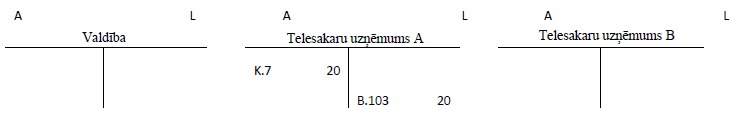 A L A L A L
Valdība Telesakaru uzņēmums A Telesakaru uzņēmums B
K.7 20
B.103 20